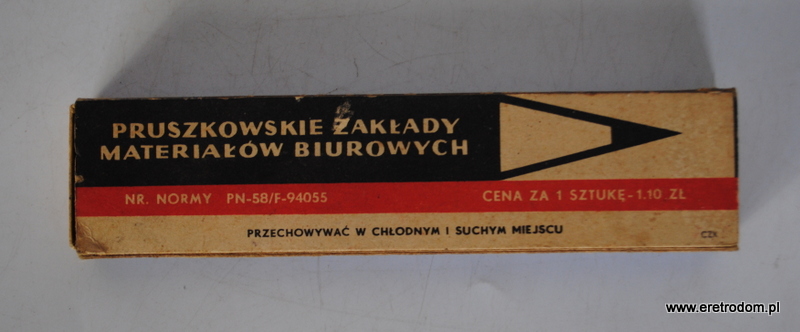 PRUSZKOWSKIE ZAKŁADY
MATERIAŁÓW BIUROWYCH
NR. NORMY PN-58/F-94055 CENA ZA 1 SZTUKĘ-1.10 ZŁ
PRZECHOWYWAĆ W CHŁODNYM I SUCHYM MIEJSCU
CZK
www.eretrodom.pl